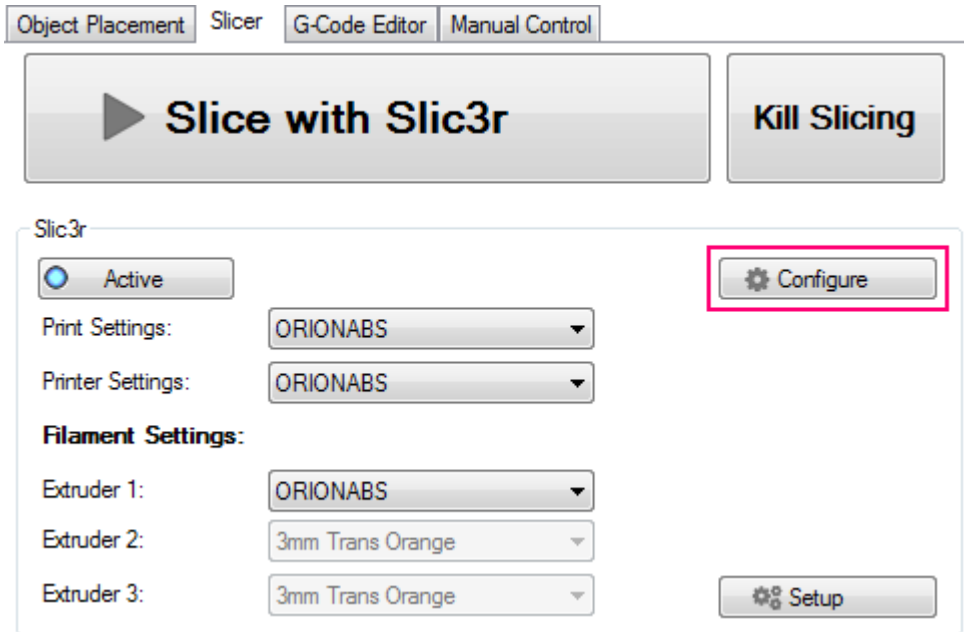 Object Placement Slicer G-Code Editor Manual Control
Slice with Slic3r Kill Slicing
Slic3r
Active Configure
Print Settings: ORIONABS
Printer Settings: ORIONABS
Filament Settings:
Extruder 1: ORIONABS
Extruder 2: 3mm Trans Orange
Extruder 3: 3mm Trans Orange Setup